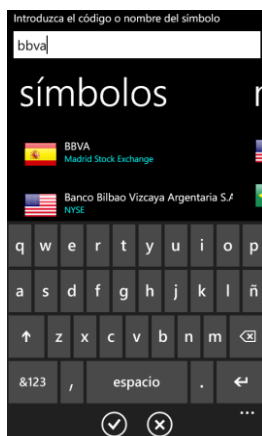 Introduzca el código o nombre del símbolo
bbva
símbolos
BBVA
Madrid Stock Exchange
Banco Bilbao Vizcaya Argentaria S.A
NYSE
q w e r t y u i o p
a s d f g h j k l ñ
z x c v b n m
&123 , espacio .
...